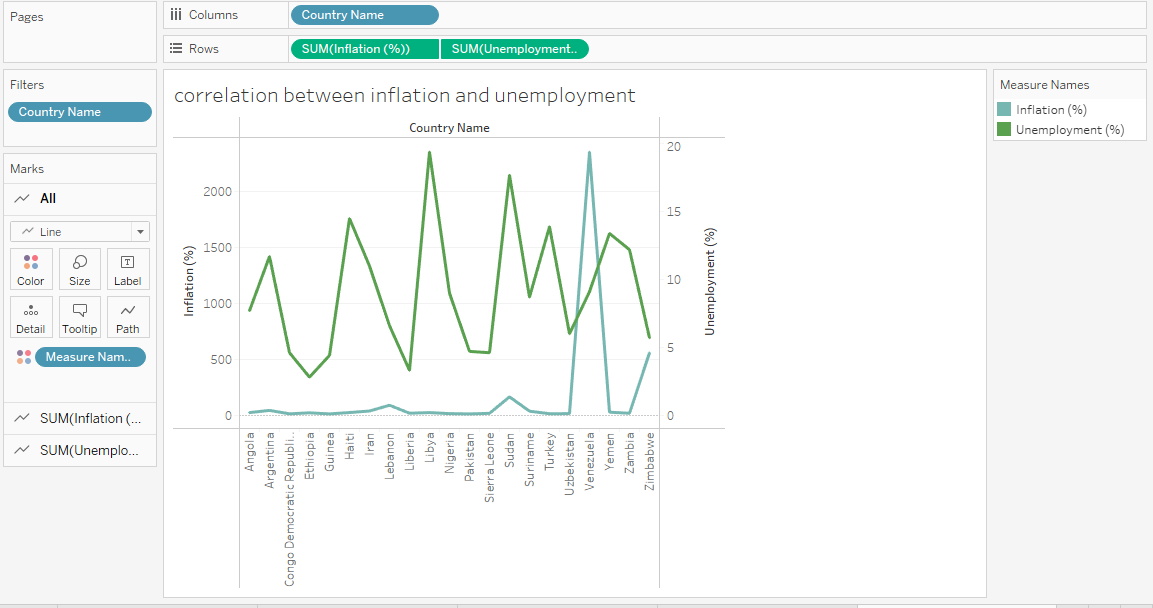 Pages
Columns
Country Name
Rows
SUM(Inflation (%))
SUM(Unemployment..
Filters
Country Name
Marks
All
Line
Color
Size
Label
Detail
Tooltip
Path
Measure Nam..
SUM(Inflation (...
SUM(Unemplo...
correlation between inflation and unemployment
Country Name
Inflation (%)
2000
1500
1000
500
0
20
15
10
5
0
Unemployment (%)
Angola
Argentina
Congo Democratic Republi..
Ethiopia
Guinea
Haiti
Iran
Lebanon
Liberia
Libya
Nigeria
Pakistan
Sierra Leone
Sudan
Suriname
Turkey
Uzbekistan
Venezuela
Yemen
Zambia
Zimbabwe
Measure Names
Inflation (%)
Unemployment (%)